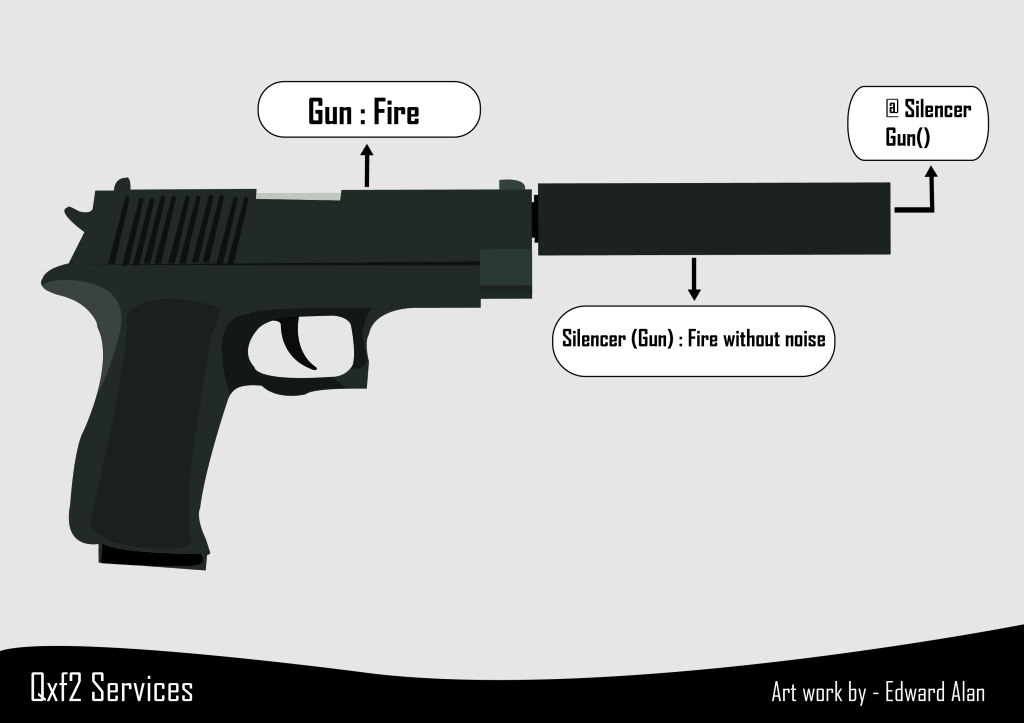 Gun : Fire
@ Silencer
Gun()
Silencer (Gun) : Fire without noise
Qxf2 Services
Art work by - Edward Alan